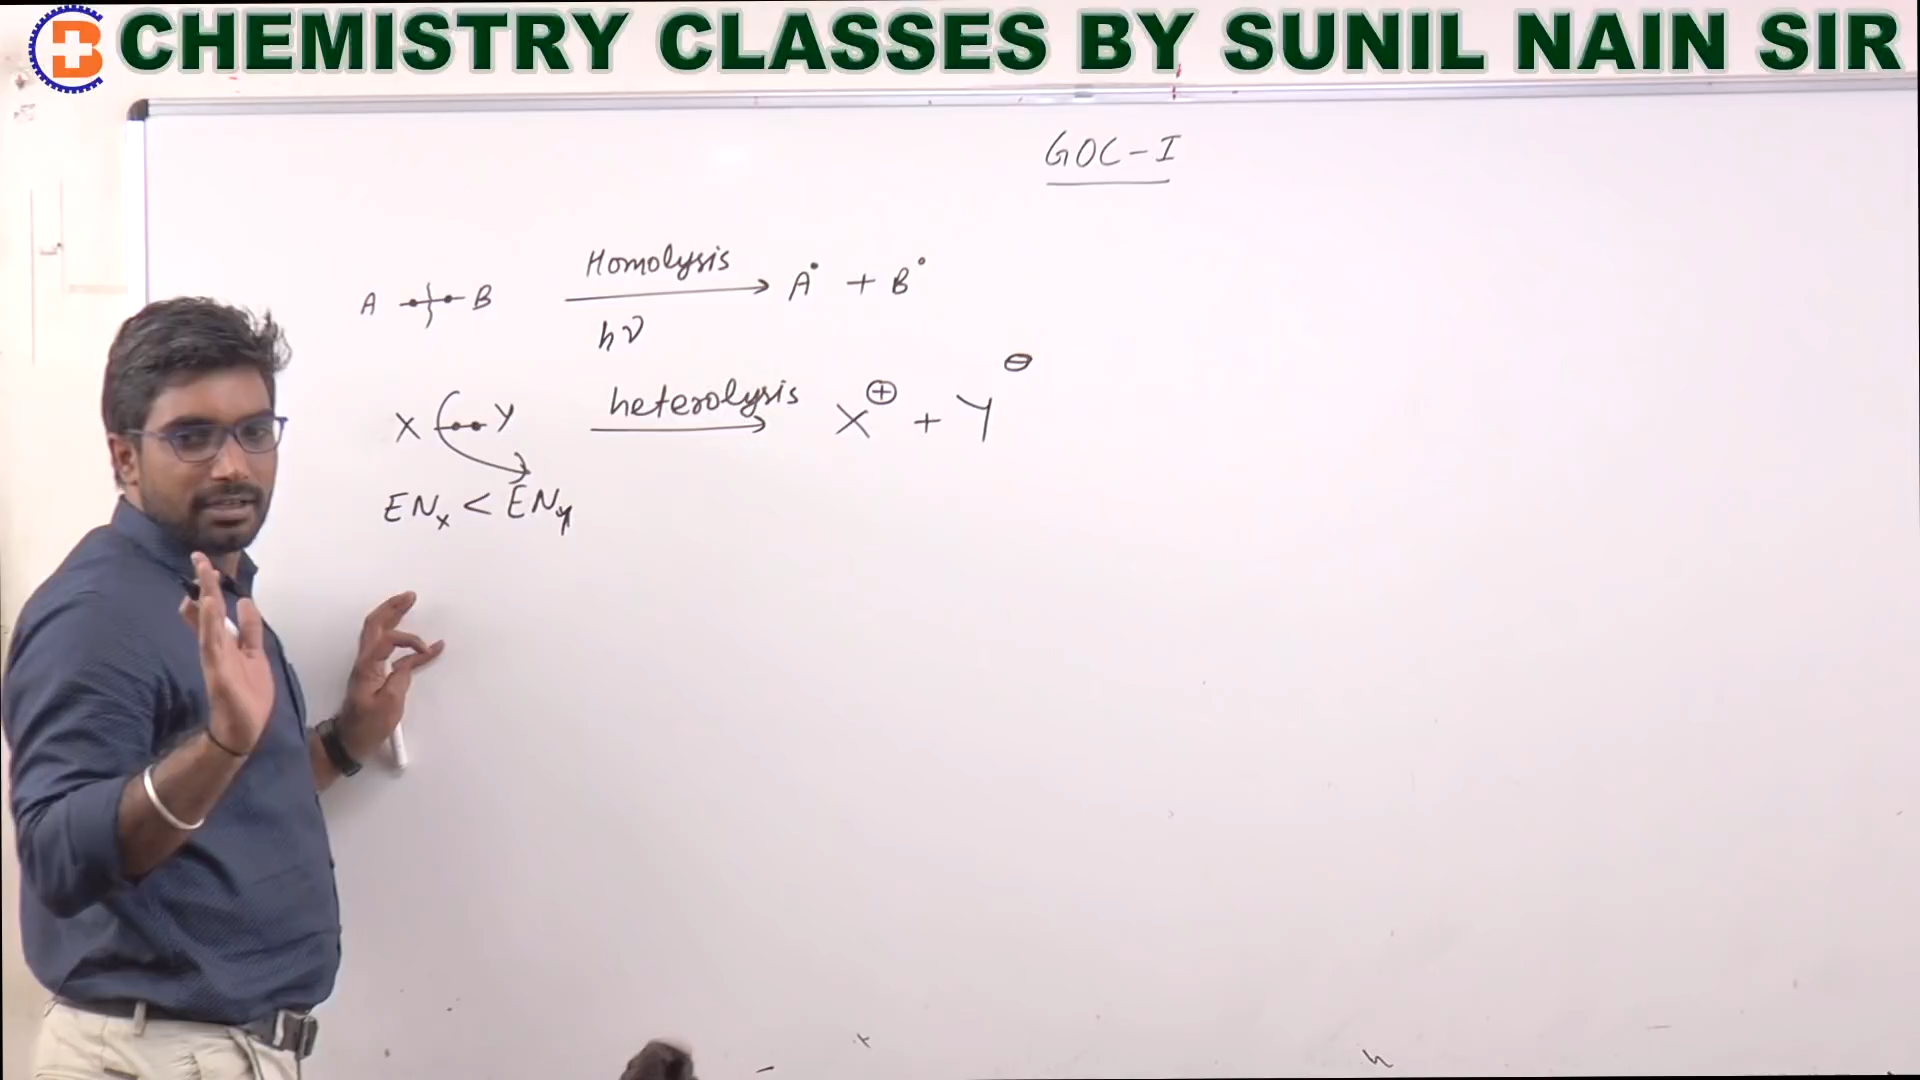 B CHEMISTRY CLASSES BY SUNIL NAIN SIR
GOC-I
A B Homolysis → A• + B•
hν
X Y heterolysis → X⊕ + Y⊖
ENx < ENy